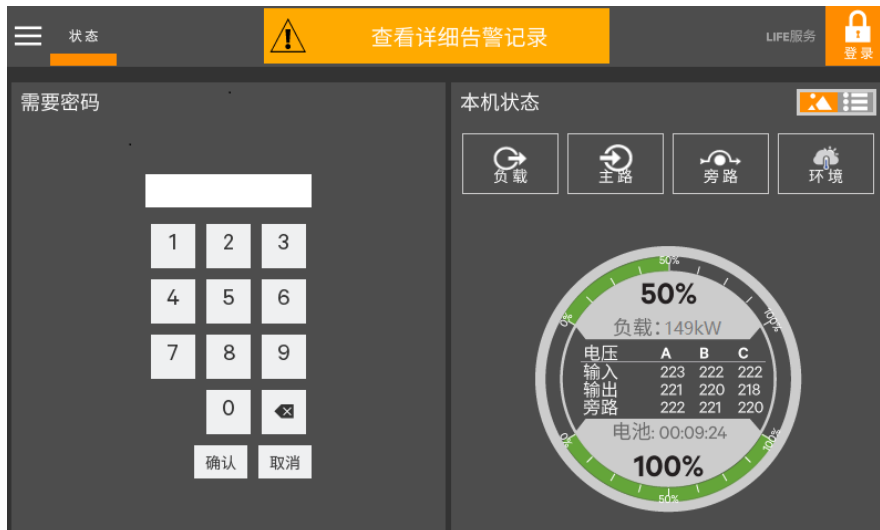 状态
查看详细告警记录
LIFE服务
登录
需要密码
1 2 3
4 5 6
7 8 9
0
确认 取消
本机状态
负载 主路 旁路 环境
50%
0% 100%
50%
负载：149kW
电压 A B C
输入 223 222 222
输出 221 220 218
旁路 222 221 220
电池: 00:09:24
0% 100%
100%
50%